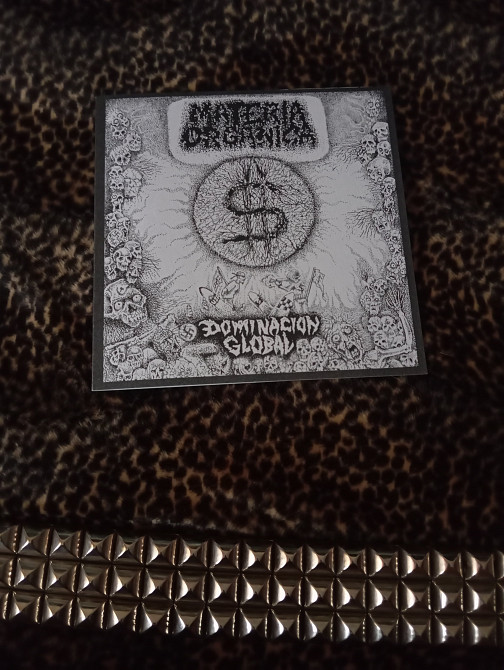 MATERIA
ORGANICA
$
DOMINACION
GLOBAL